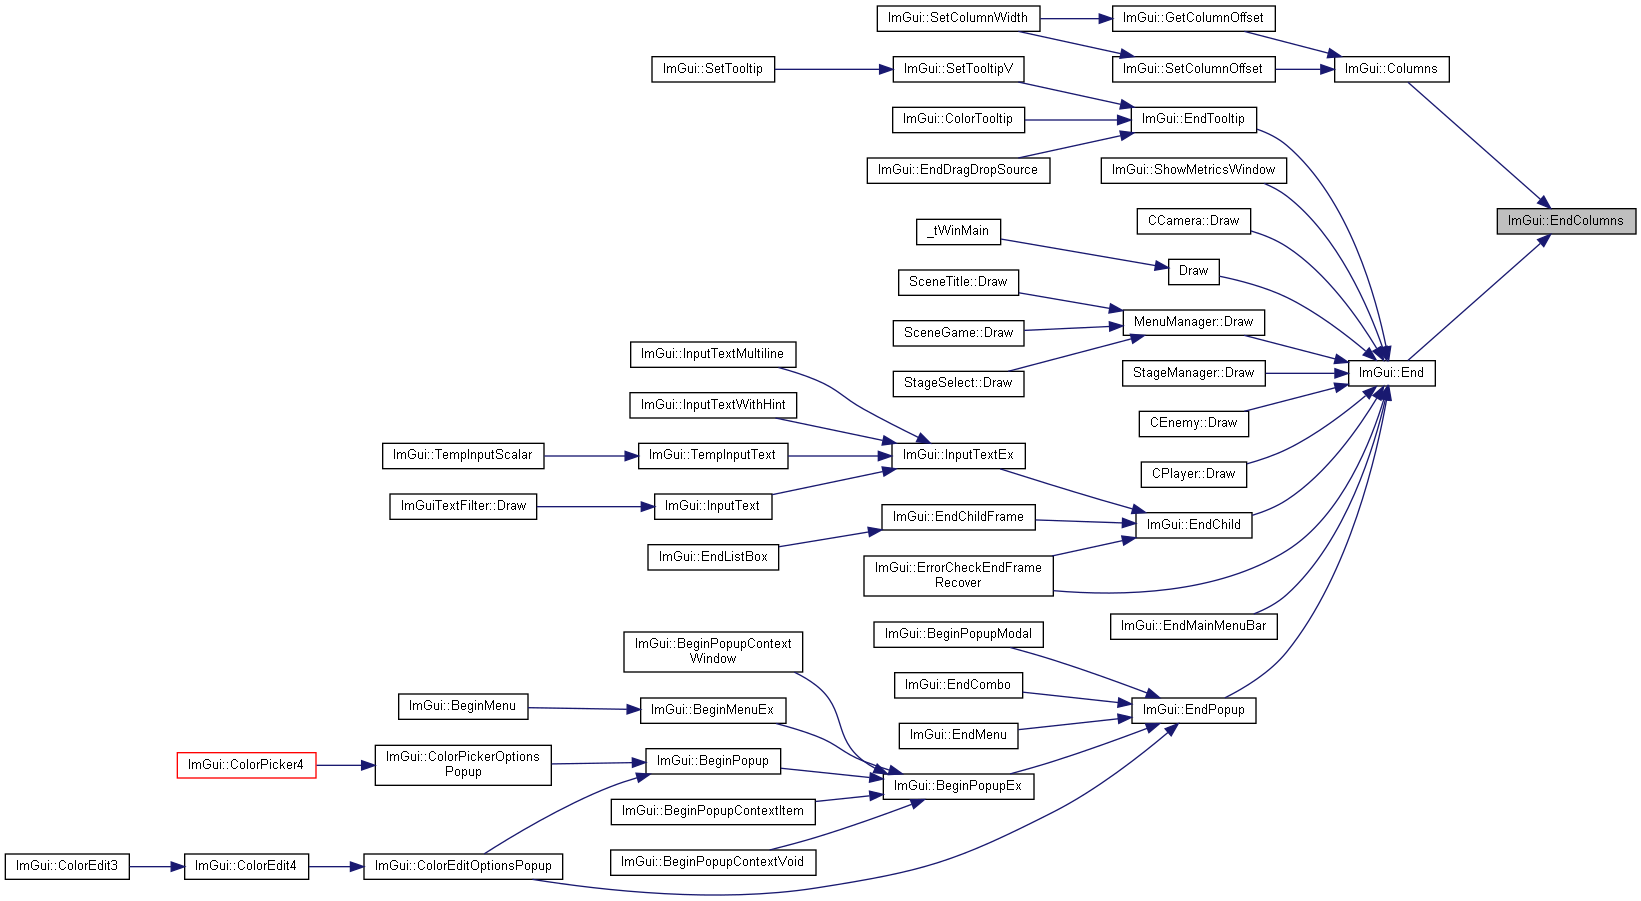 ImGui::SetColumnWidth
ImGui::GetColumnOffset
ImGui::SetTooltip
ImGui::SetTooltipV
ImGui::SetColumnOffset
ImGui::Columns
ImGui::ColorTooltip
ImGui::EndTooltip
ImGui::EndDragDropSource
ImGui::ShowMetricsWindow
CCamera::Draw
ImGui::EndColumns
_tWinMain
Draw
SceneTitle::Draw
MenuManager::Draw
SceneGame::Draw
ImGui::InputTextMultiline
StageSelect::Draw
StageManager::Draw
ImGui::End
ImGui::InputTextWithHint
CEnemy::Draw
ImGui::TempInputScalar
ImGui::TempInputText
ImGui::InputTextEx
CPlayer::Draw
ImGuiTextFilter::Draw
ImGui::InputText
ImGui::EndChildFrame
ImGui::EndChild
ImGui::EndListBox
ImGui::ErrorCheckEndFrame
Recover
ImGui::EndMainMenuBar
ImGui::BeginPopupModal
ImGui::BeginPopupContext
Window
ImGui::EndCombo
ImGui::BeginMenu
ImGui::BeginMenuEx
ImGui::EndPopup
ImGui::EndMenu
ImGui::ColorPicker4
ImGui::ColorPickerOptions
Popup
ImGui::BeginPopup
ImGui::BeginPopupEx
ImGui::BeginPopupContextItem
ImGui::BeginPopupContextVoid
ImGui::ColorEdit3
ImGui::ColorEdit4
ImGui::ColorEditOptionsPopup